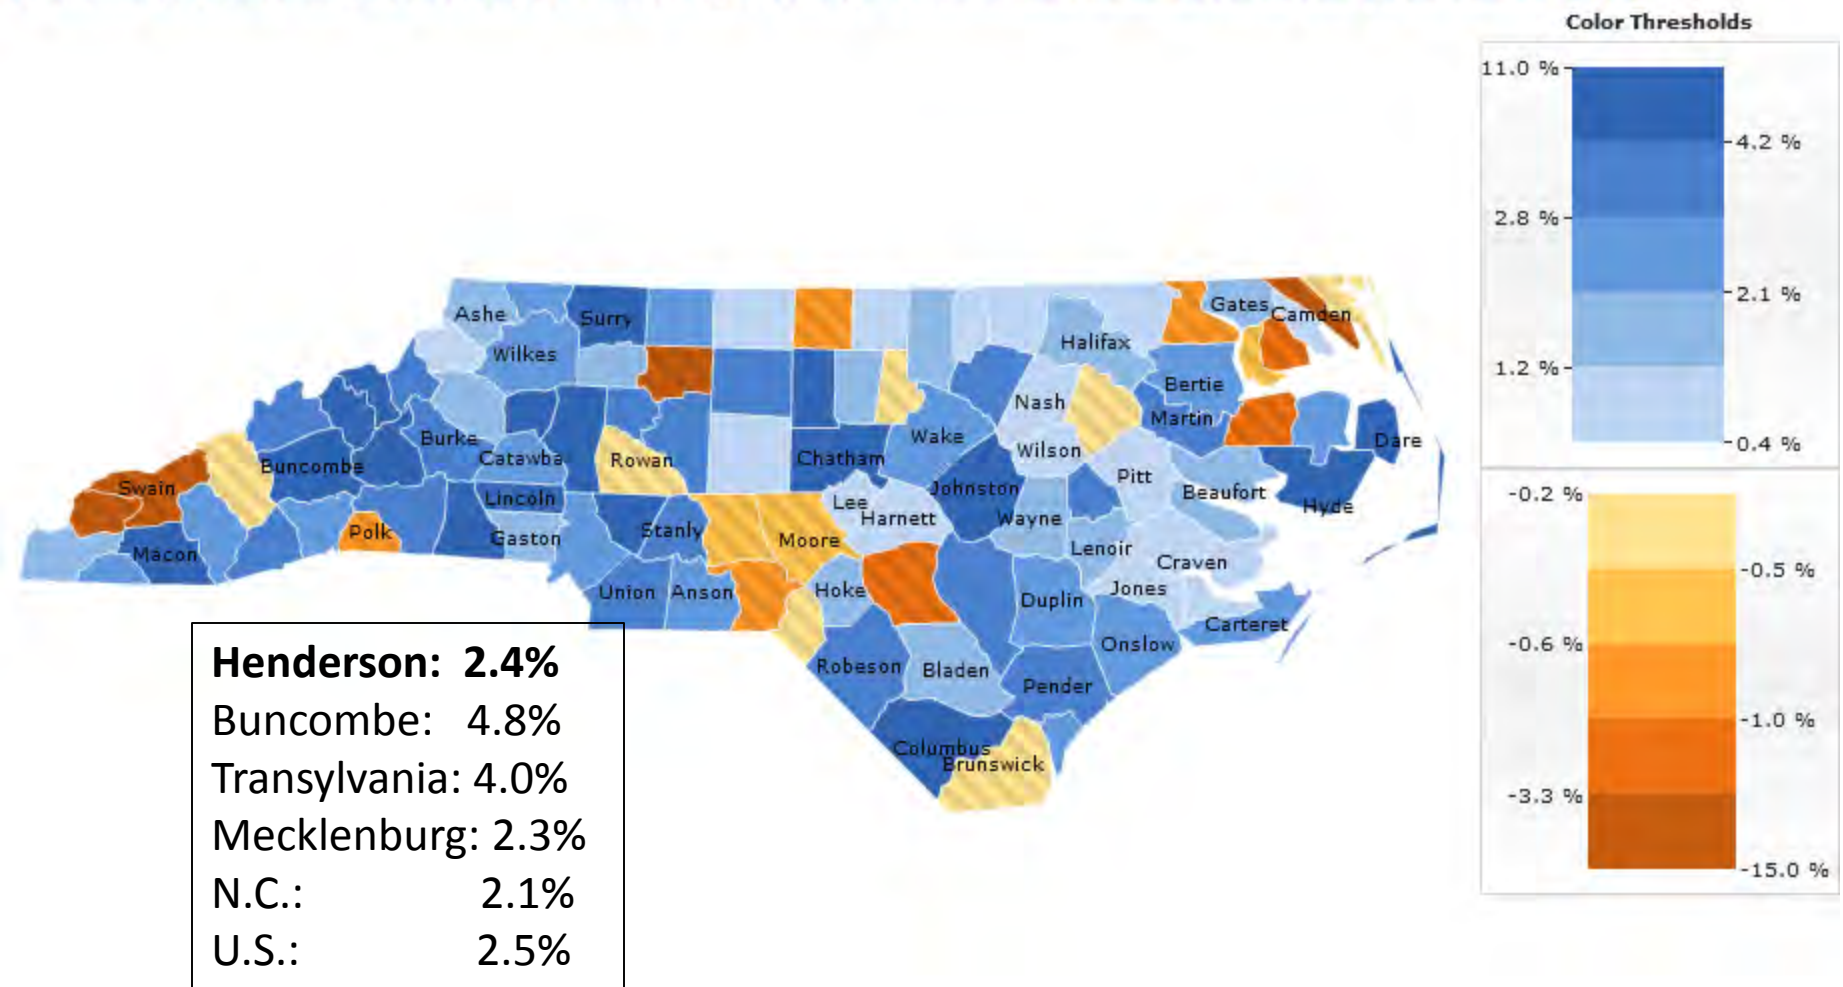 Color Thresholds
11.0 %
4.2 %
2.8 %
2.1 %
1.2 %
0.4 %
-0.2 %
-0.5 %
-0.6 %
-1.0 %
-3.3 %
-15.0 %
Ashe
Surry
Gates
Camden
Wilkes
Halifax
Bertie
Nash
Martin
Burke
Wake
Dare
Buncombe
Catawba
Rowan
Chatham
Wilson
Pitt
Swain
Lincoln
Johnston
Beaufort
Lee
Harnett
Wayne
Hyde
Polk
Gaston
Stanly
Moore
Macon
Lenoir
Craven
Union
Anson
Hoke
Duplin
Jones
Carteret
Robeson
Bladen
Onslow
Pender
Columbus
Brunswick
Henderson: 2.4%
Buncombe: 4.8%
Transylvania: 4.0%
Mecklenburg: 2.3%
N.C.: 2.1%
U.S.: 2.5%